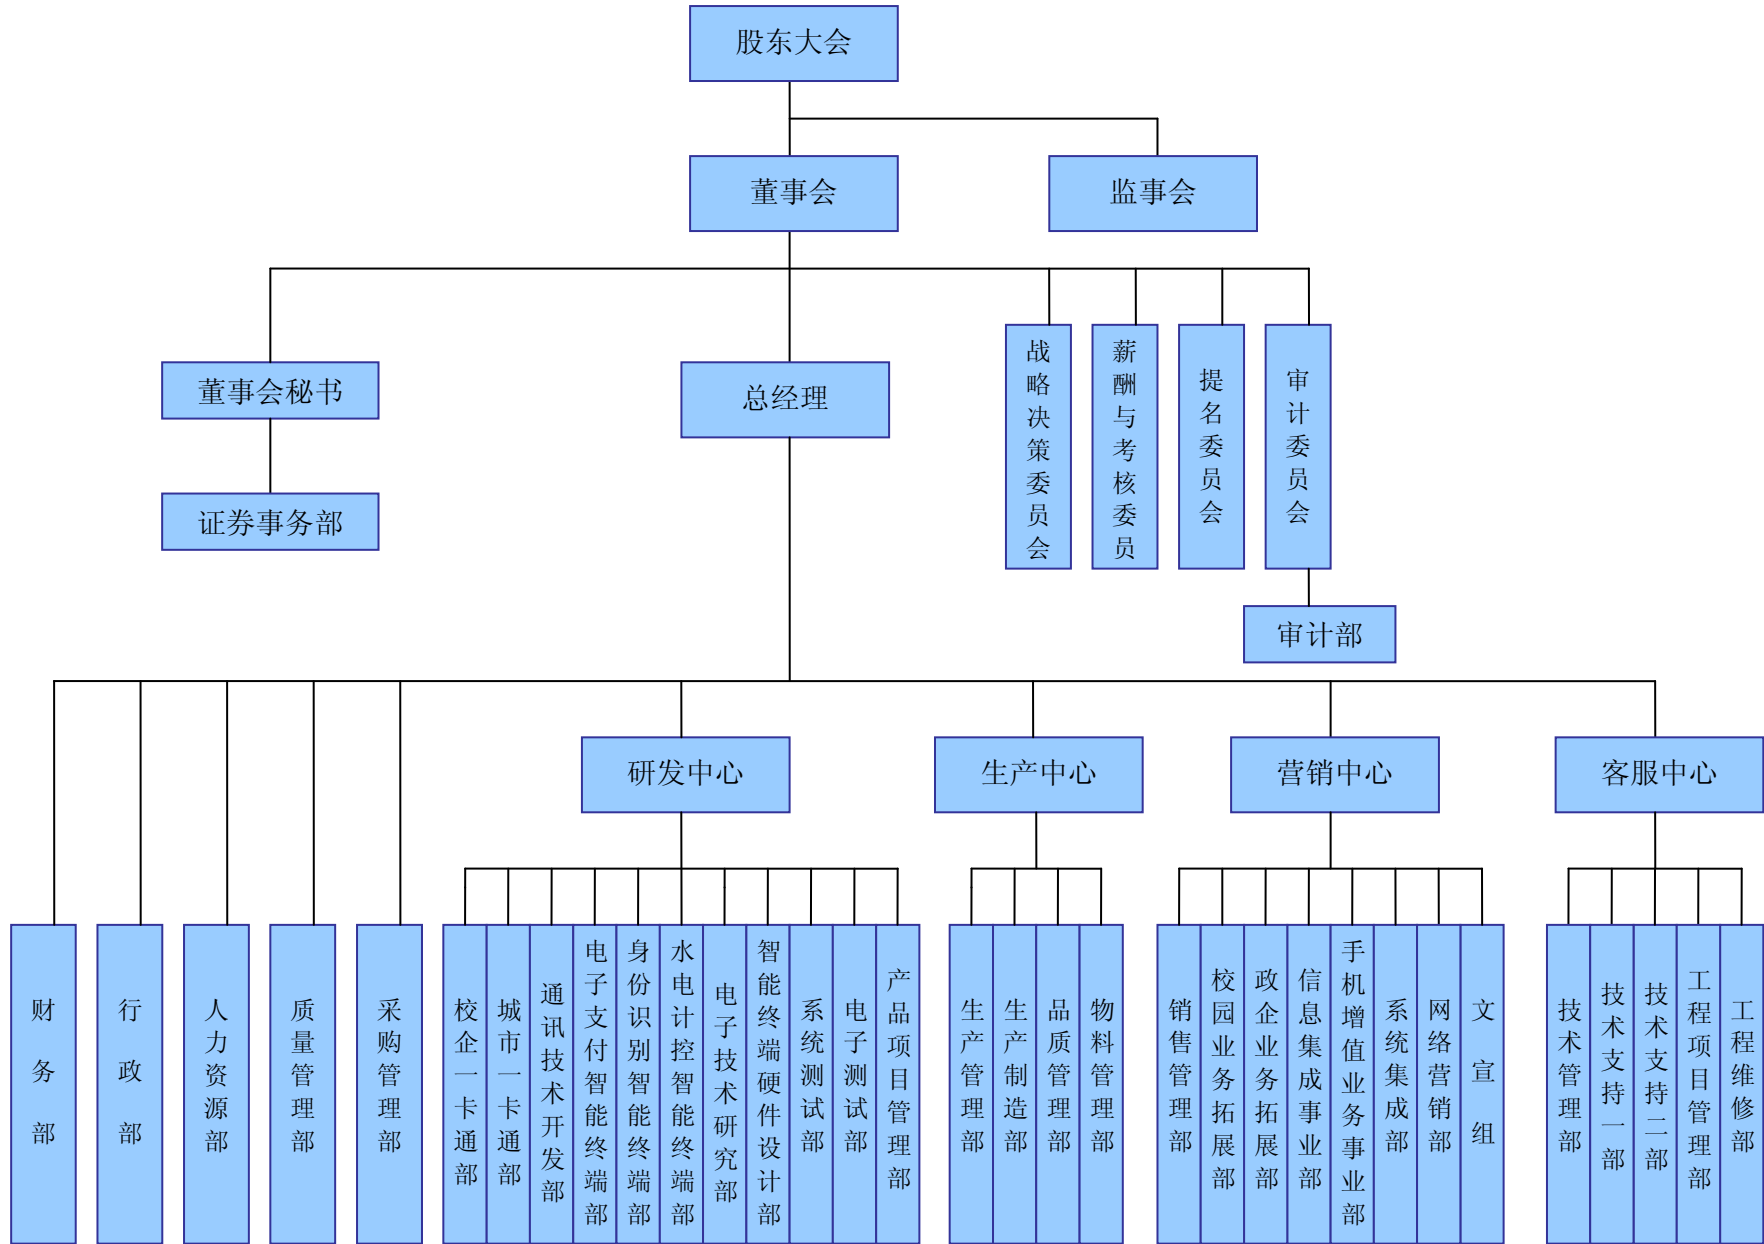 股东大会
董事会
监事会
董事会秘书
总经理
战略决策委员会
薪酬与考核委员
提名委员会
审计委员会
证券事务部
审计部
研发中心
生产中心
营销中心
客服中心
财务部
行政部
人力资源部
质量管理部
采购管理部
校企一卡通部
城市一卡通部
通讯技术开发部
电子支付智能终端部
身份识别智能终端部
水电计控智能终端部
电子技术研究部
智能终端硬件设计部
系统测试部
电子测试部
产品项目管理部
生产管理部
生产制造部
品质管理部
物料管理部
销售管理部
校园业务拓展部
政企业务拓展部
信息集成事业部
手机增值业务事业部
系统集成部
网络营销部
文宣组
技术管理部
技术支持一部
技术支持二部
工程项目管理部
工程维修部